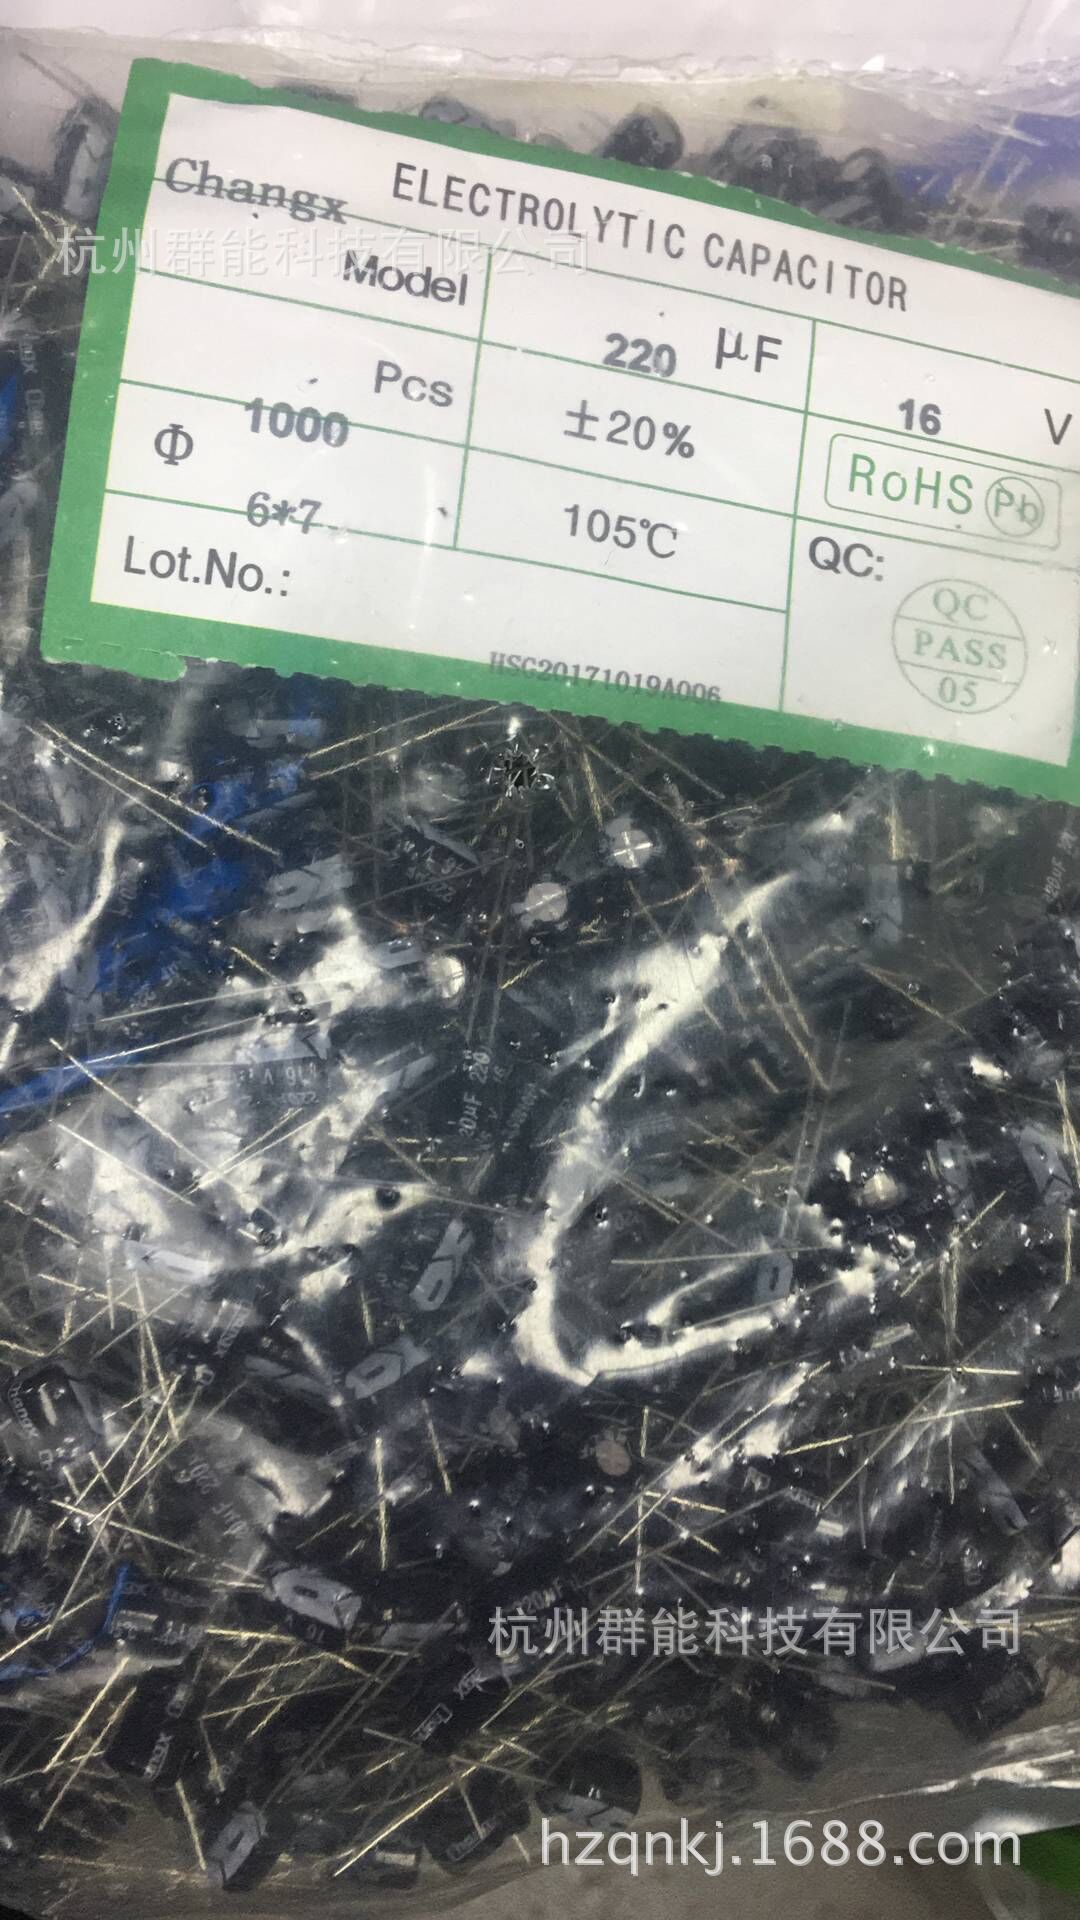 ELECTROLYTIC CAPACITOR
Changx
杭州群能科技有限公司
Model
220 μF
16 V
Pcs
1000
±20%
RoHS Pb
Φ
6*7
105℃
QC:
QC
PASS
05
Lot.No.:
HSG20171019A006
杭州群能科技有限公司
hzqnkj.1688.com